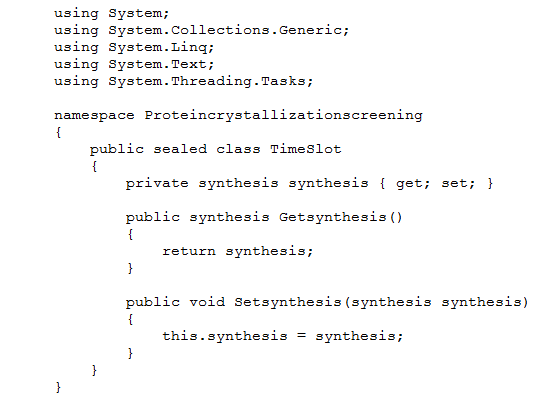 using System;
using System.Collections.Generic;
using System.Linq;
using System.Text;
using System.Threading.Tasks;

namespace Proteincrystallizationscreening
{
    public sealed class TimeSlot
    {
        private synthesis synthesis { get; set; }

        public synthesis Getsynthesis()
        {
            return synthesis;
        }

        public void Setsynthesis(synthesis synthesis)
        {
            this.synthesis = synthesis;
        }
    }
}